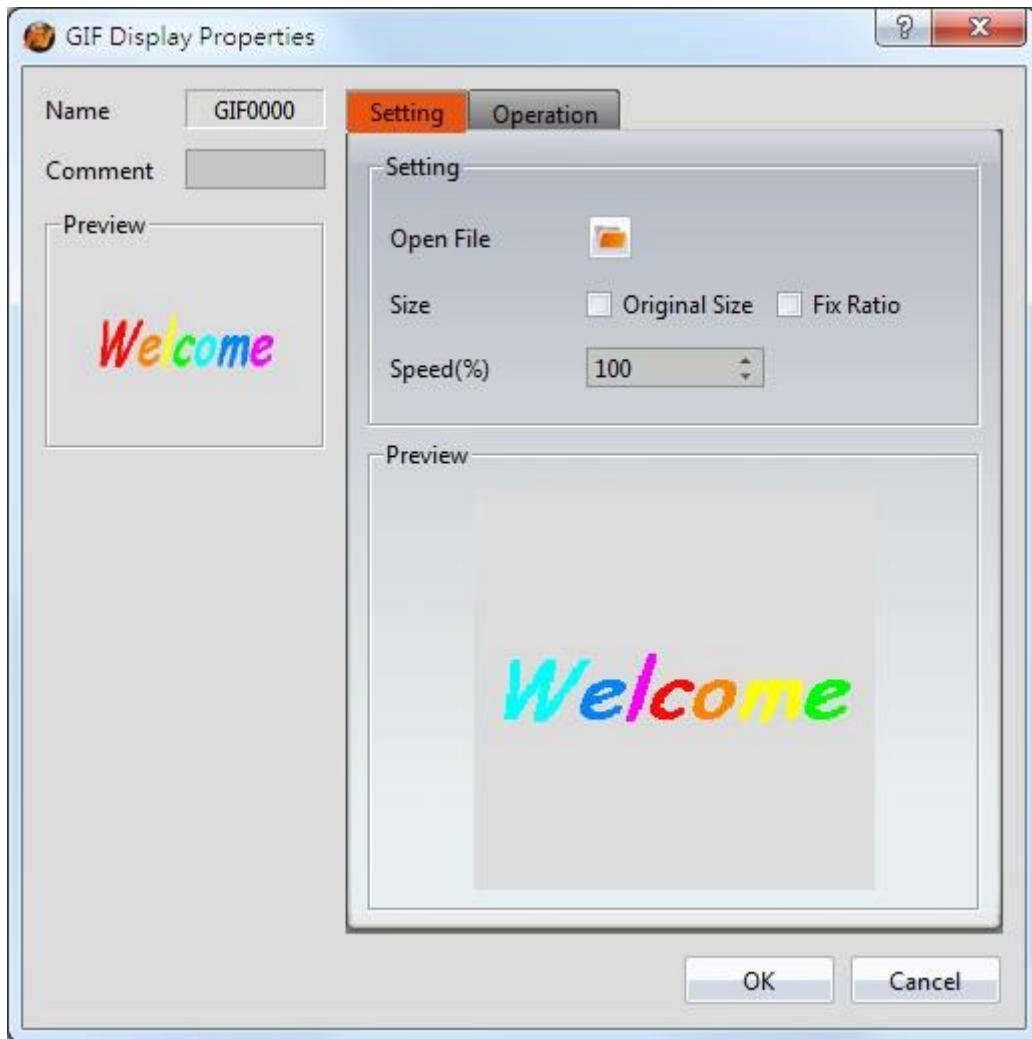 GIF Display Properties
Name GIF0000
Comment
Preview
Welcome
Setting Operation
Setting
Open File
Size Original Size Fix Ratio
Speed(%) 100
Preview
Welcome
OK Cancel